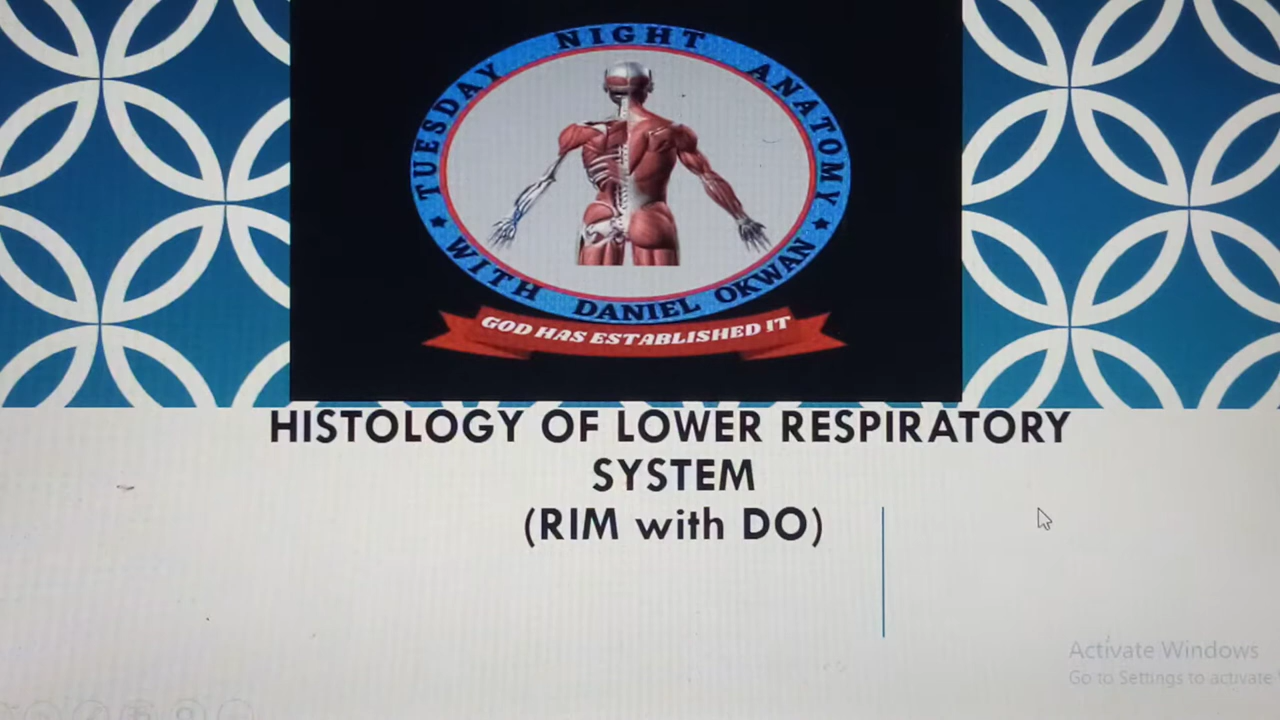 TUESDAY NIGHT ANATOMY
★ WITH DANIEL OKWAN ★
GOD HAS ESTABLISHED IT
HISTOLOGY OF LOWER RESPIRATORY
SYSTEM
(RIM with DO)
Activate Windows
Go to Settings to activate